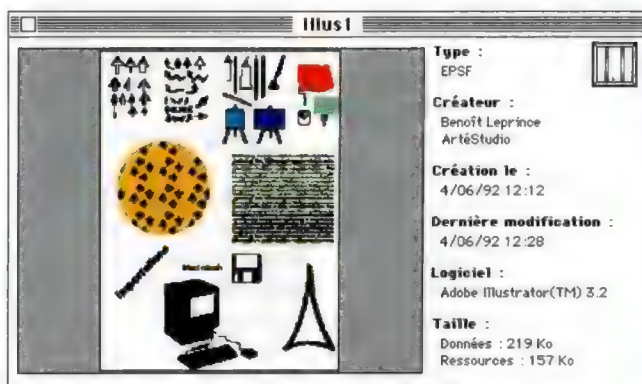 Illus1
Type :
EPSF
Créateur :
Benoît Leprince
ArtéStudio
Création le :
4/06/92 12:12
Dernière modification :
4/06/92 12:28
Logiciel :
Adobe Illustrator(TM) 3.2
Taille :
Données : 219 Ko
Ressources : 157 Ko